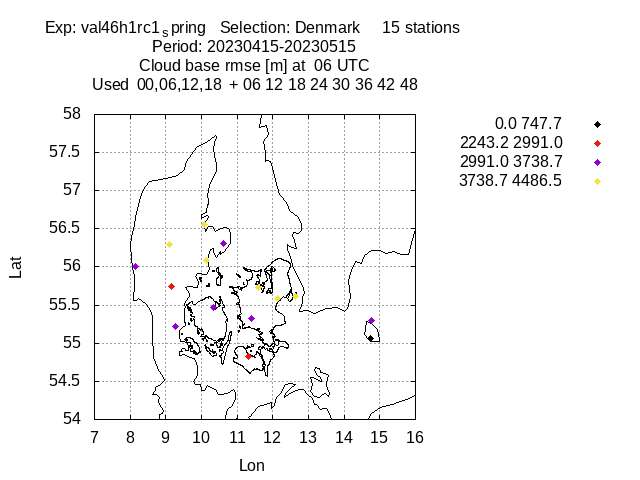 Exp: val46h1rc1spring Selection: Denmark 15 stations
Period: 20230415-20230515
Cloud base rmse [m] at 06 UTC
Used 00,06,12,18 + 06 12 18 24 30 36 42 48
0.0 747.7
2243.2 2991.0
2991.0 3738.7
3738.7 4486.5
58
57.5
57
56.5
56
55.5
55
54.5
54
Lat
7 8 9 10 11 12 13 14 15 16
Lon